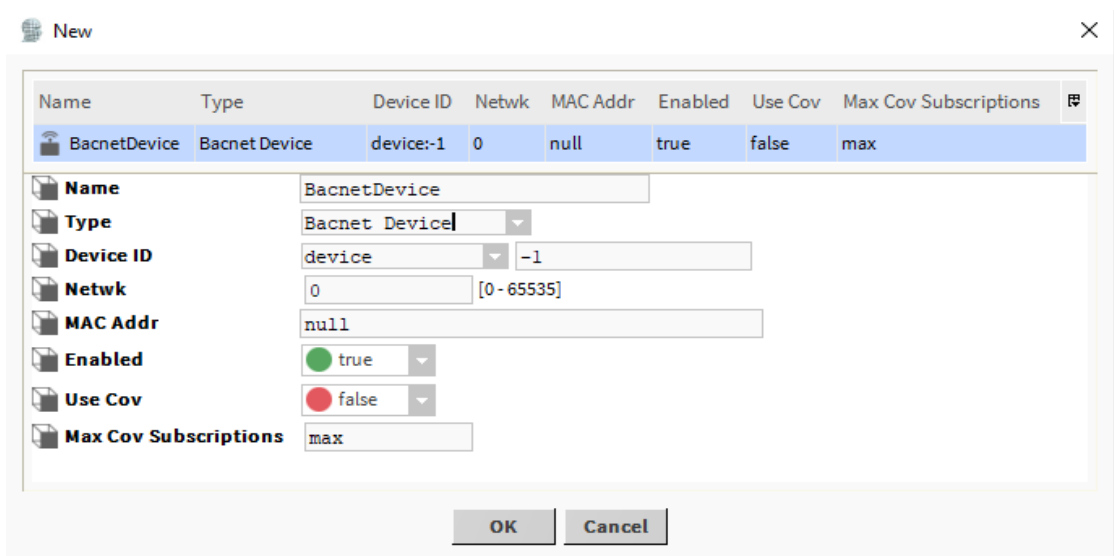 New
Name Type Device ID Netwk MAC Addr Enabled Use Cov Max Cov Subscriptions
BacnetDevice Bacnet Device device:-1 0 null true false max
Name BacnetDevice
Type Bacnet Device
Device ID device -1
Netwk 0 [0-65535]
MAC Addr null
Enabled true
Use Cov false
Max Cov Subscriptions max
OK Cancel